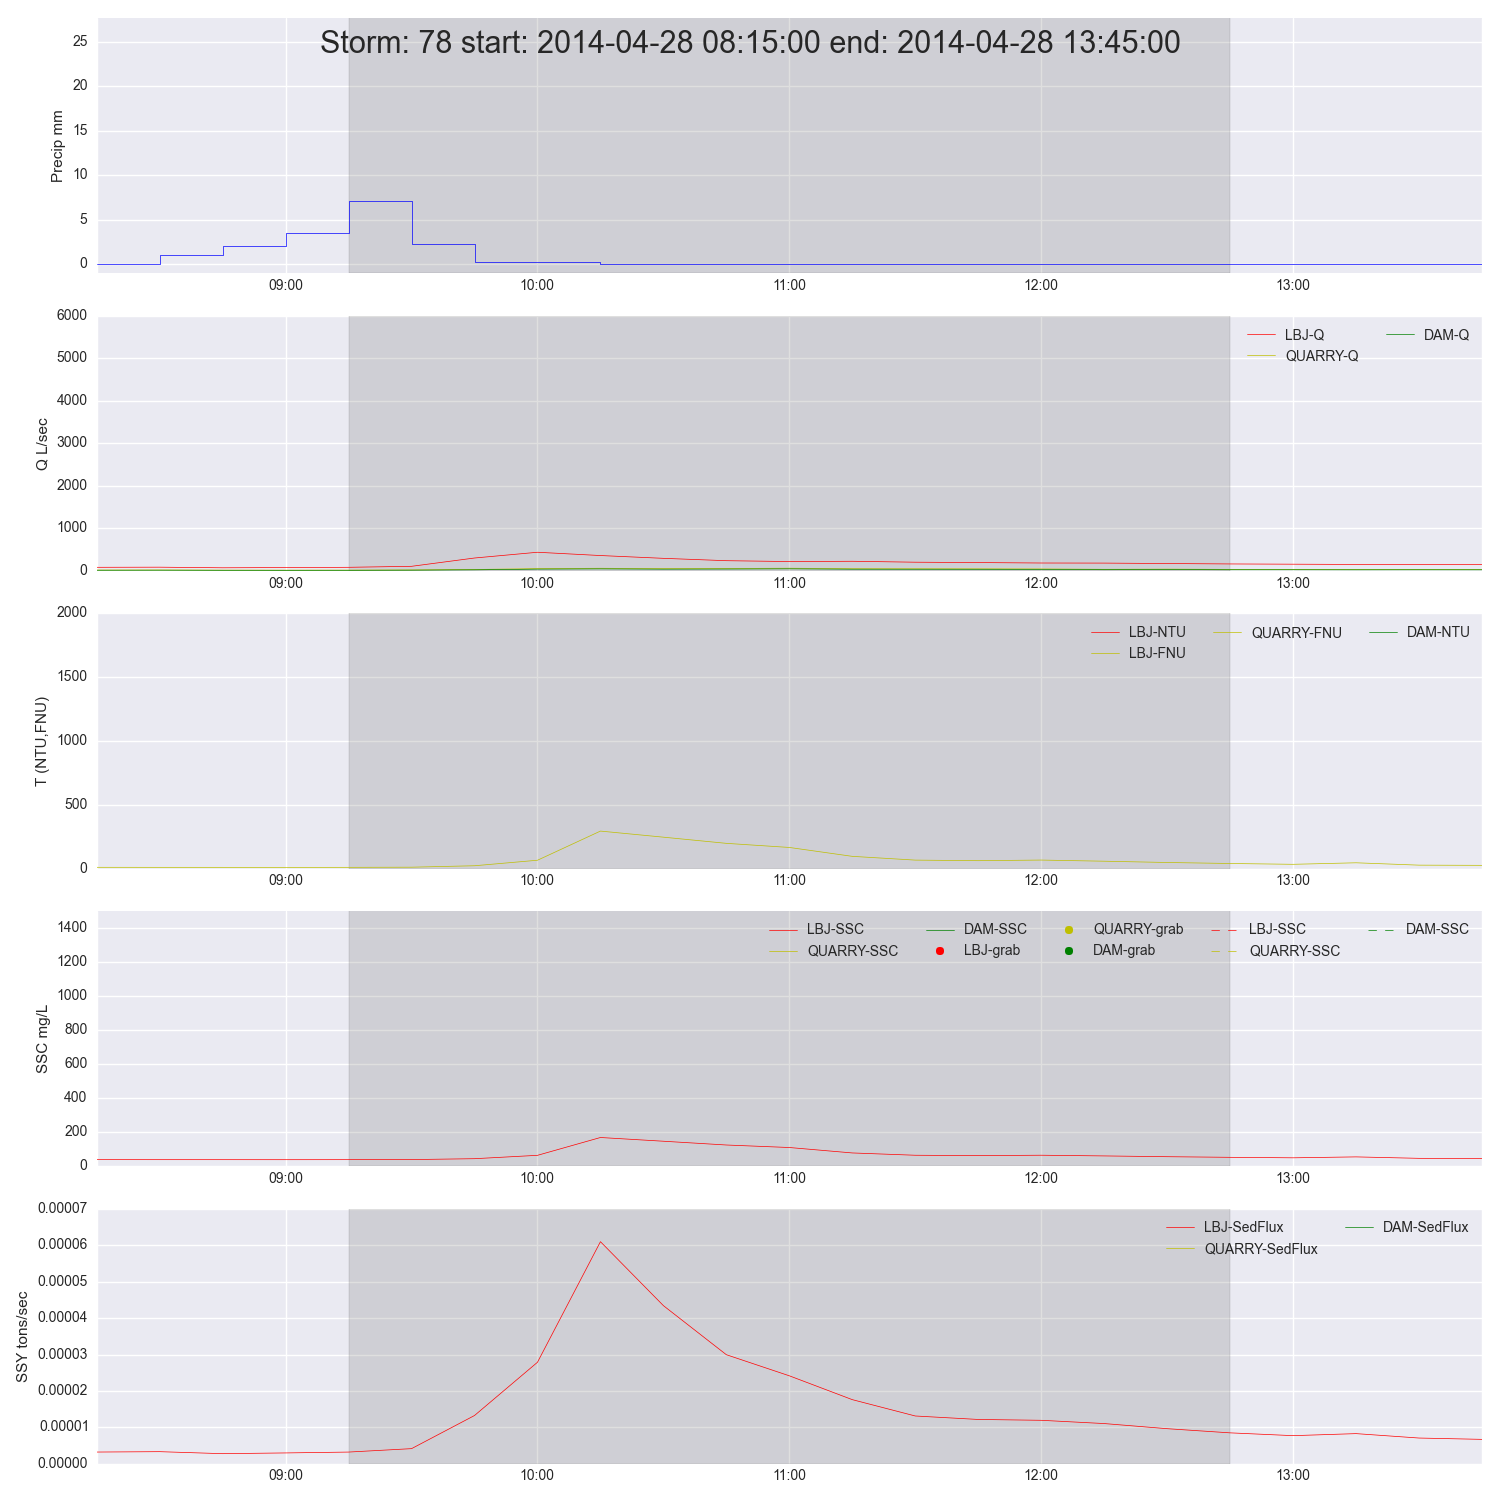 Storm: 78 start: 2014-04-28 08:15:00 end: 2014-04-28 13:45:00
Precip mm
25
20
15
10
5
0
09:00 10:00 11:00 12:00 13:00
Q L/sec
6000
5000
4000
3000
2000
1000
0
LBJ-Q DAM-Q
QUARRY-Q
09:00 10:00 11:00 12:00 13:00
T (NTU,FNU)
2000
1500
1000
500
0
LBJ-NTU QUARRY-FNU DAM-NTU
LBJ-FNU
09:00 10:00 11:00 12:00 13:00
SSC mg/L
1400
1200
1000
800
600
400
200
0
LBJ-SSC DAM-SSC QUARRY-grab LBJ-SSC DAM-SSC
QUARRY-SSC LBJ-grab DAM-grab QUARRY-SSC
09:00 10:00 11:00 12:00 13:00
SSY tons/sec
0.00007
0.00006
0.00005
0.00004
0.00003
0.00002
0.00001
0.00000
LBJ-SedFlux DAM-SedFlux
QUARRY-SedFlux
09:00 10:00 11:00 12:00 13:00